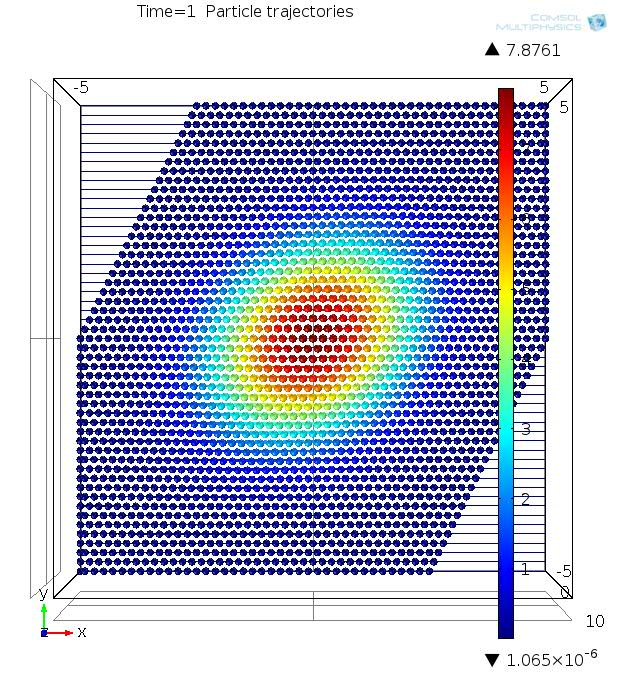 Time=1 Particle trajectories
COMSOL
MULTIPHYSICS
▲ 7.8761
-5
5
5
3
2
1
-5
0
y
z
x
10
▼ 1.065×10⁻⁶